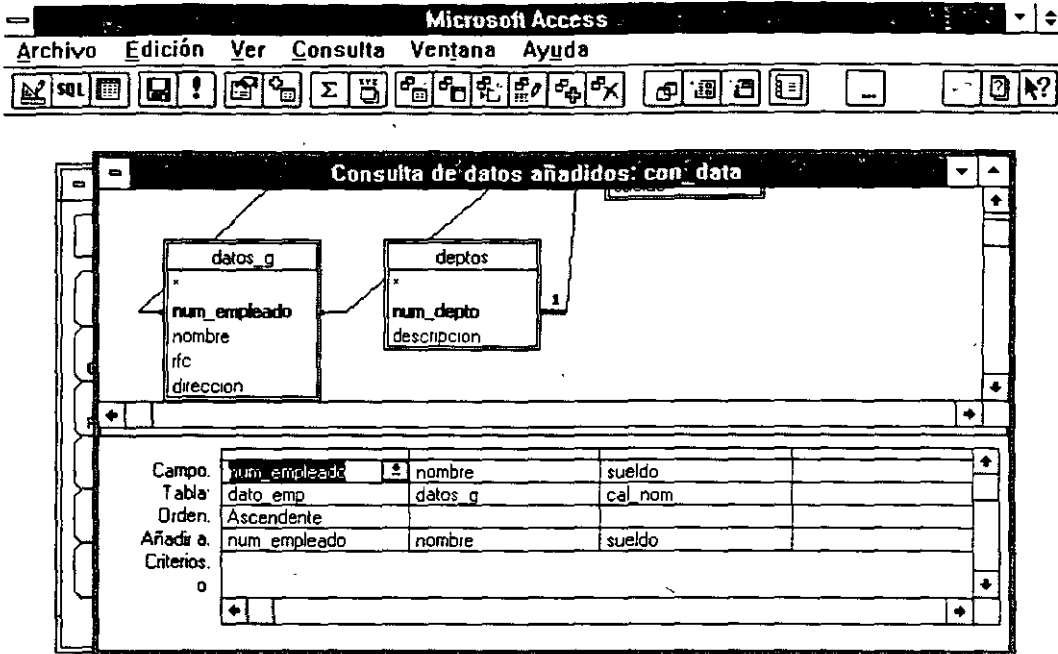 Microsoft Access
Archivo Edición Ver Consulta Ventana Ayuda
SQL
Consulta de datos añadidos: con_data
sueldo
datos_g
*
num_empleado
nombre
rfc
direccion
deptos
*
num_depto
descripcion
1
Campo. num_empleado nombre sueldo
Tabla: dato_emp datos_g cal_nom
Orden. Ascendente
Añadir a. num_empleado nombre sueldo
Criterios.
o